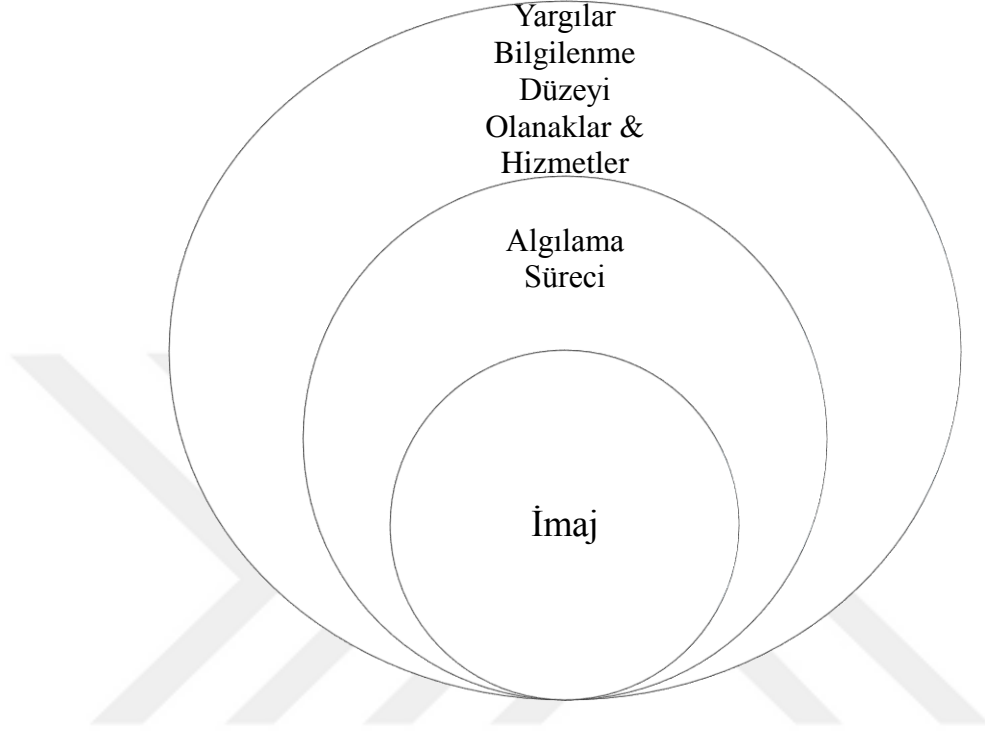 Yargılar
Bilgilenme
Düzeyi
Olanaklar &
Hizmetler
Algılama
Süreci
İmaj